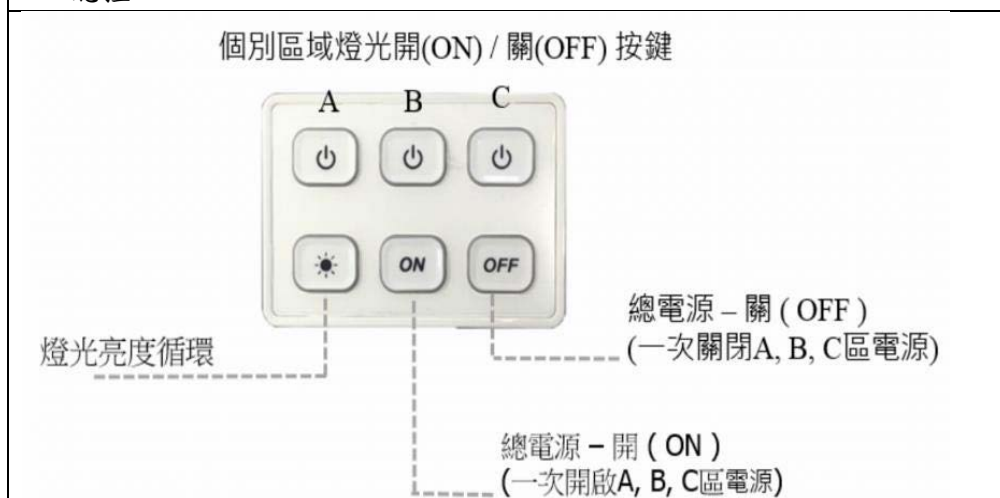 個別區域燈光開(ON) / 關(OFF) 按鍵
A B C
ON OFF
總電源 – 關 ( OFF )
(一次關閉A, B, C區電源)
燈光亮度循環
總電源 – 開 ( ON )
(一次開啟A, B, C區電源)